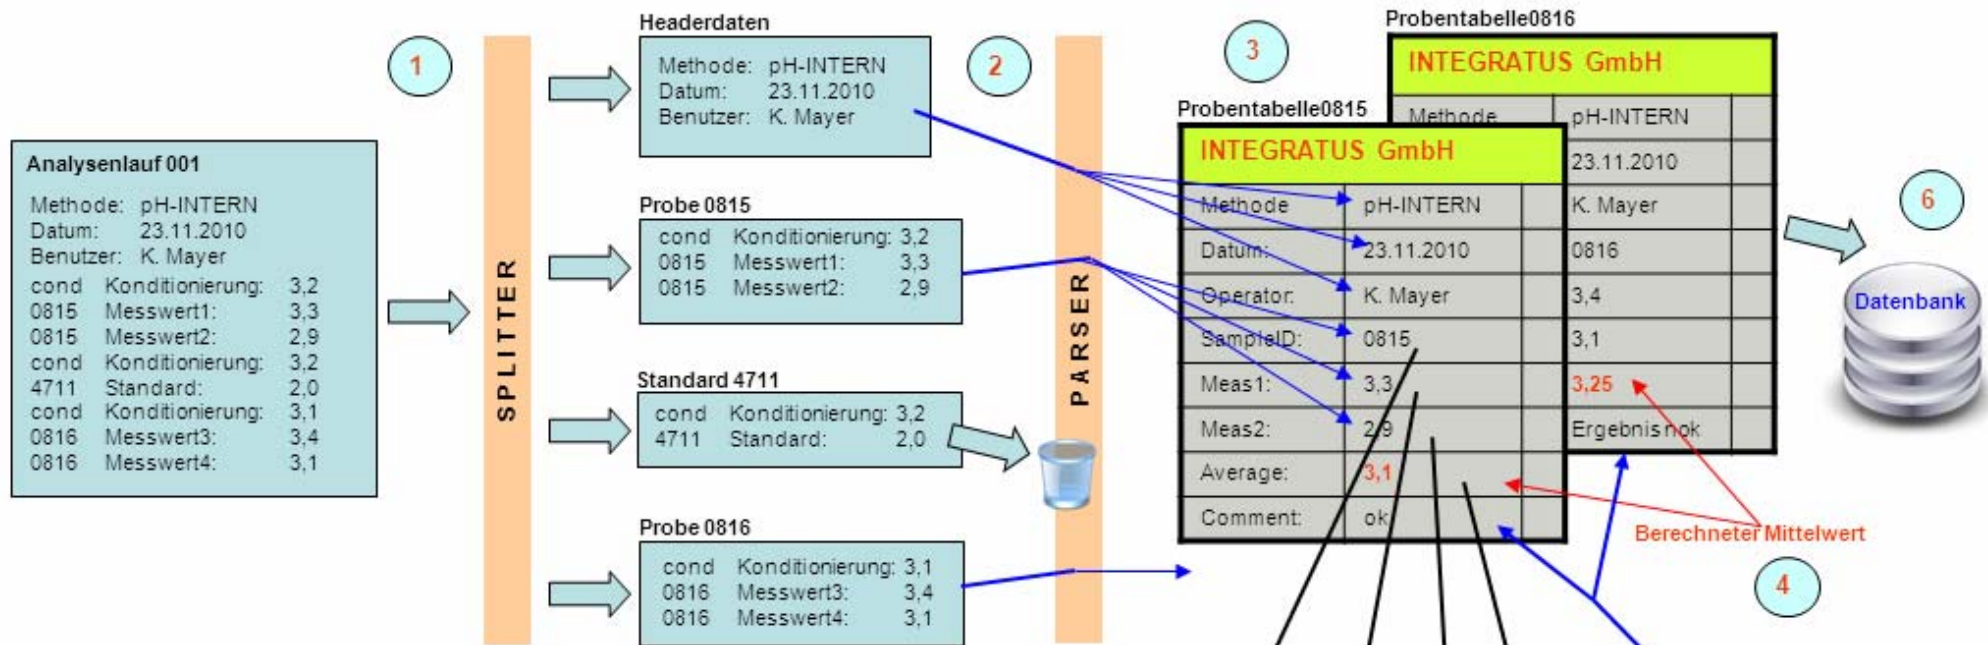 1
Analysenlauf 001
Methode: pH-INTERN
Datum: 23.11.2010
Benutzer: K. Mayer
cond Konditionierung: 3,2
0815 Messwert1: 3,3
0815 Messwert2: 2,9
cond Konditionierung: 3,2
4711 Standard: 2,0
cond Konditionierung: 3,1
0816 Messwert3: 3,4
0816 Messwert4: 3,1
SPLITTER
Headerdaten
Methode: pH-INTERN
Datum: 23.11.2010
Benutzer: K. Mayer
Probe 0815
cond Konditionierung: 3,2
0815 Messwert1: 3,3
0815 Messwert2: 2,9
Standard 4711
cond Konditionierung: 3,2
4711 Standard: 2,0
Probe 0816
cond Konditionierung: 3,1
0816 Messwert3: 3,4
0816 Messwert4: 3,1
2
PARSER
3
Probentabelle0815
INTEGRATUS GmbH
Methode pH-INTERN
Datum: 23.11.2010
Operator: K. Mayer
SampleID: 0815
Meas1: 3,3
Meas2: 2,9
Average: 3,1
Comment: ok
Probentabelle0816
INTEGRATUS GmbH
Methode pH-INTERN
23.11.2010
K. Mayer
0816
3,4
3,1
3,25
Ergebnis nok
Berechneter Mittelwert
4
6
Datenbank